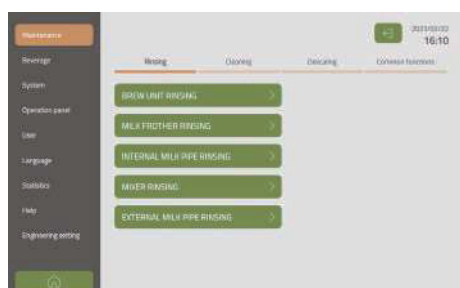 Maintenance
Beverage
System
Operation panel
User
Language
Statistics
Help
Engineering setting
16:10
Rinsing
Cleaning
Descaling
Common functions
BREW UNIT RINSING
MILK FROTHER RINSING
INTERNAL MILK PIPE RINSING
MIXER RINSING
EXTERNAL MILK PIPE RINSING